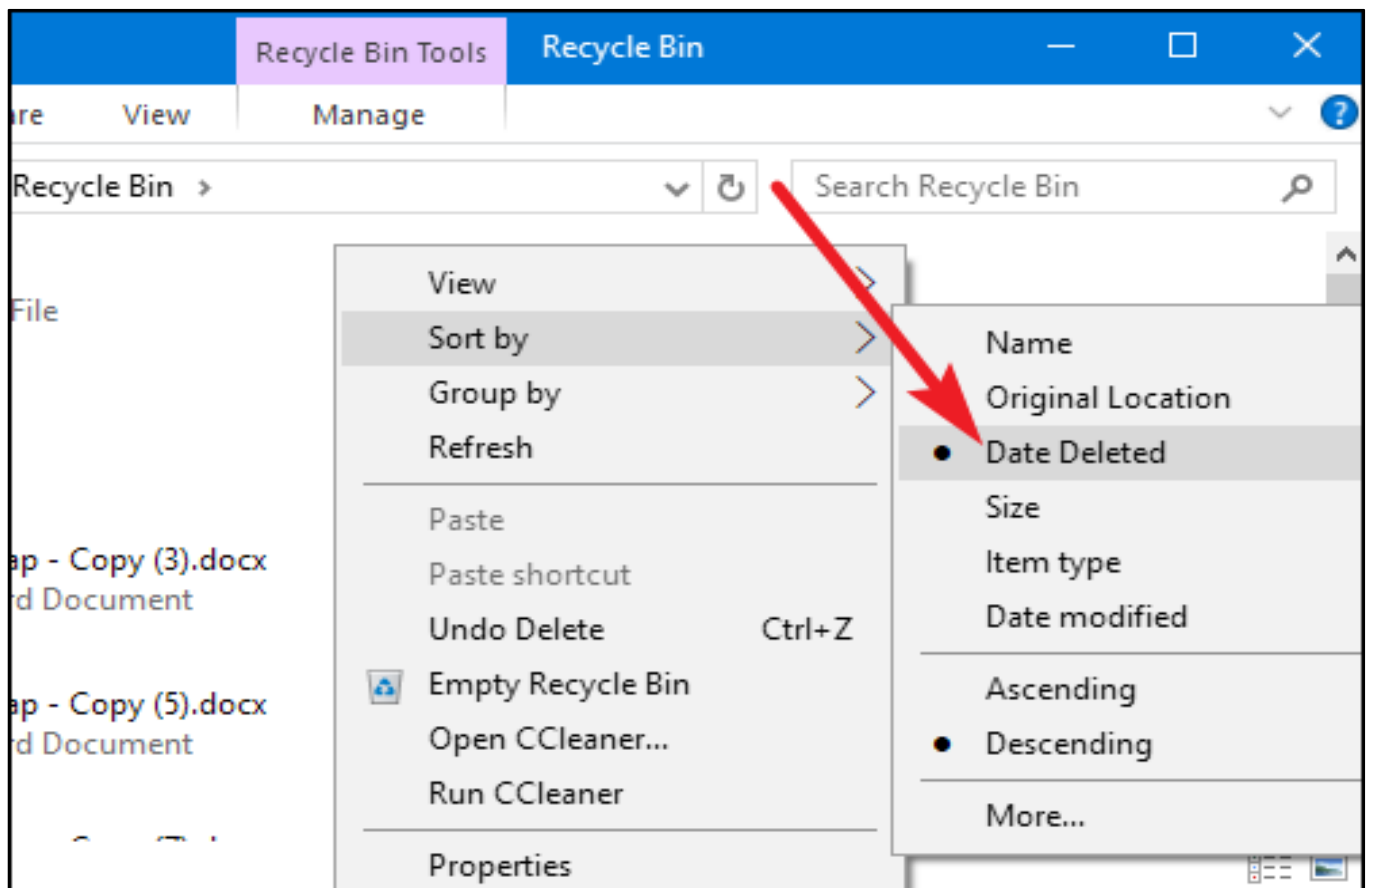 Recycle Bin Tools
Recycle Bin
View
Manage
?
Recycle Bin
Search Recycle Bin
File
Copy (3).docx
Document
Copy (5).docx
Document
View
Sort by
Group by
Refresh
Paste
Paste shortcut
Undo Delete Ctrl+Z
Empty Recycle Bin
Open CCleaner...
Run CCleaner
Properties
Name
Original Location
Date Deleted
Size
Item type
Date modified
Ascending
Descending
More...